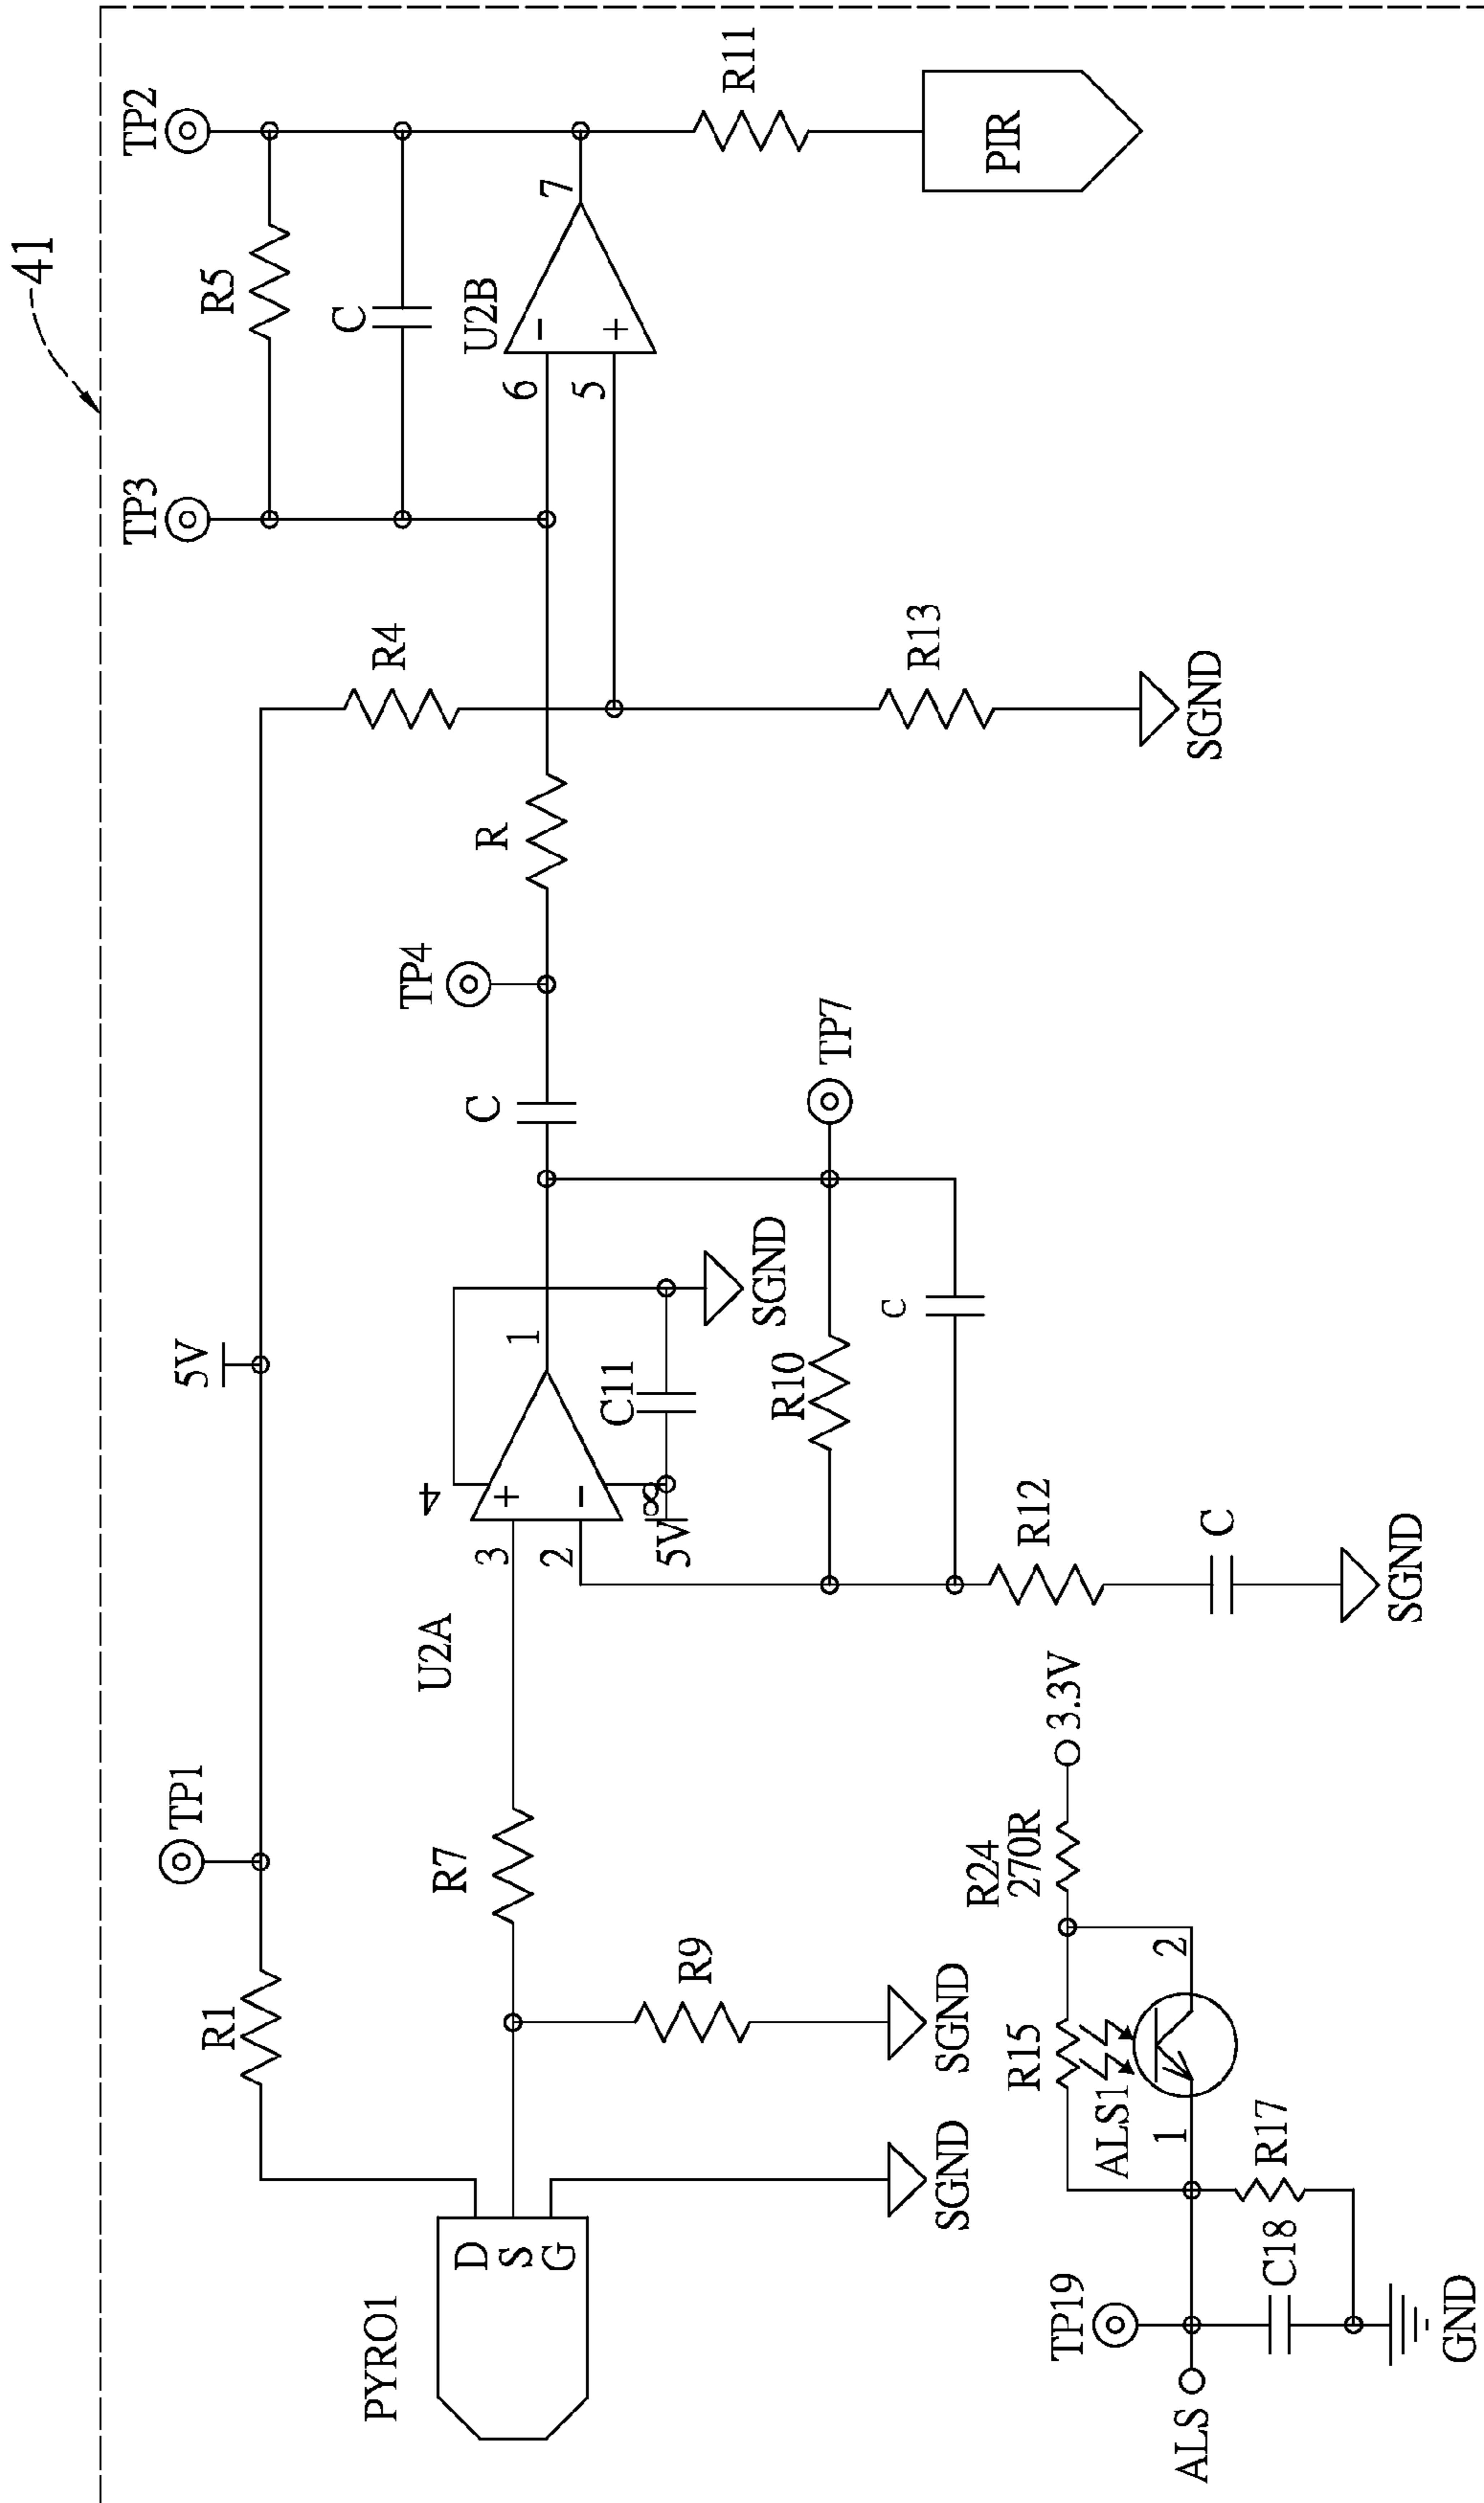 41
TP2
TP3
R5
C
U2B
6
5
7
R11
PIR
R4
R13
SGND
R
TP4
C
TP7
5V
1
4
3
2
8
5V
C11
SGND
R10
c
R12
C
SGND
U2A
TP1
R7
R1
R9
SGND
PYRO1
D
S
G
SGND
3.3V
R24
270R
R15
ALS1
2
1
R17
C18
TP19
ALS
GND